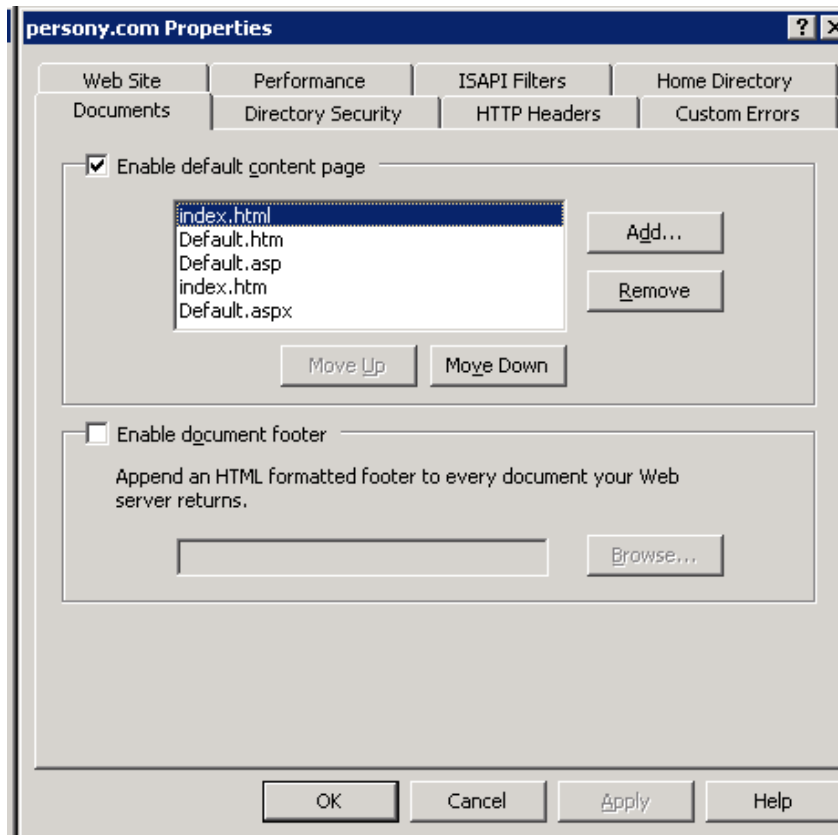 persony.com Properties ? X
Web Site Performance ISAPI Filters Home Directory
Documents Directory Security HTTP Headers Custom Errors
Enable default content page
index.html
Default.htm
Default.asp
index.htm
Default.aspx
Add...
Remove
Move Up Move Down
Enable document footer
Append an HTML formatted footer to every document your Web
server returns.
Browse...
OK Cancel Apply Help